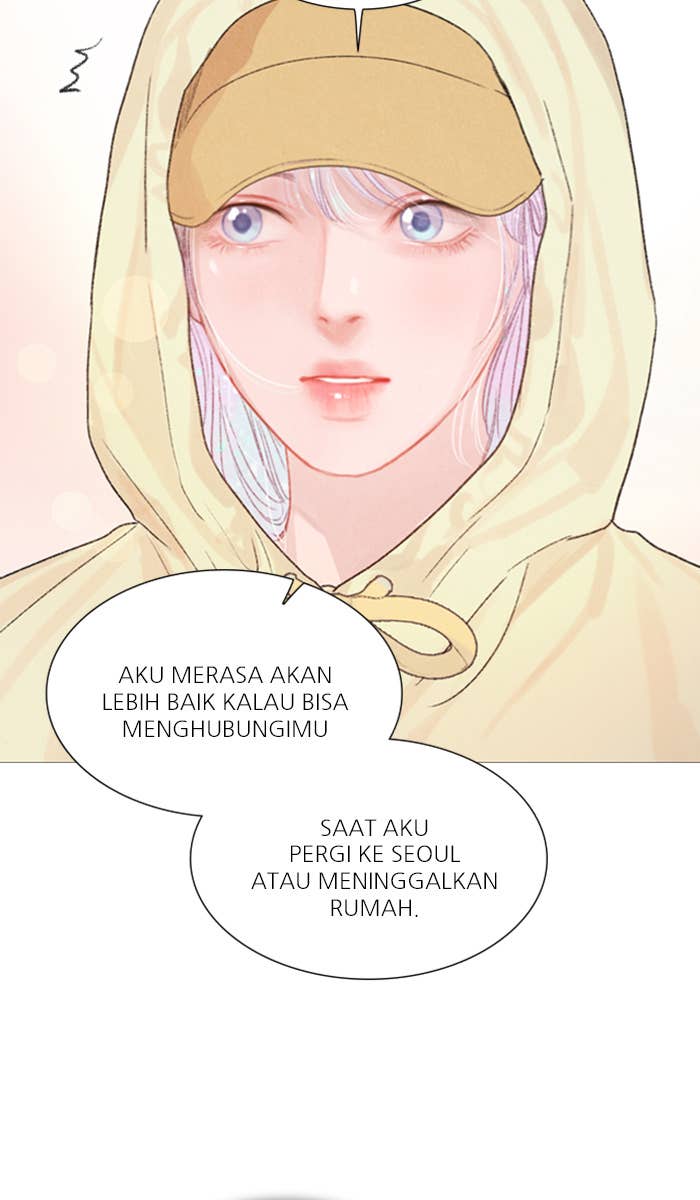 AKU MERASA AKAN
LEBIH BAIK KALAU BISA
MENGHUBUNGIMU
SAAT AKU
PERGI KE SEOUL
ATAU MENINGGALKAN
RUMAH.